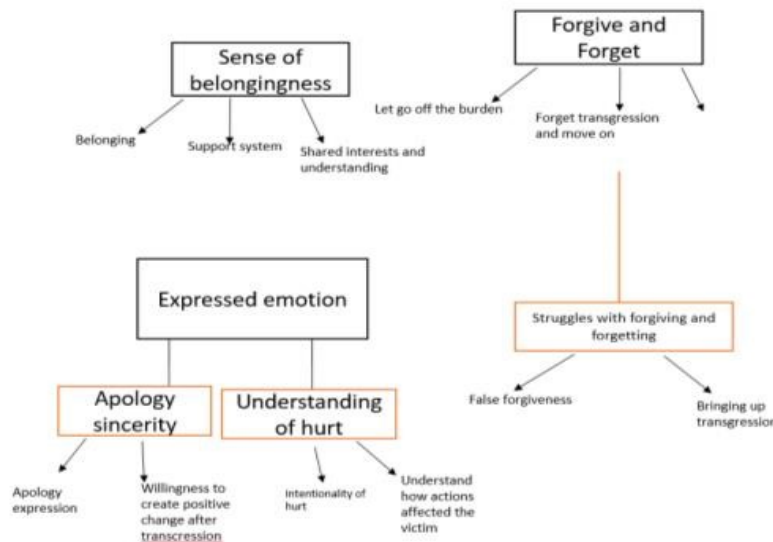 Sense of
belongingness
Belonging
Support system
Shared interests and
understanding
Forgive and
Forget
Let go off the burden
Forget transgression
and move on
Expressed emotion
Apology
sincerity
Understanding
of hurt
Apology
expression
Willingness to
create positive
change after
transcression
Intentionality of
hurt
Understand
how actions
affected the
victim
Struggles with forgiving and
forgetting
False forgiveness
Bringing up
transgression